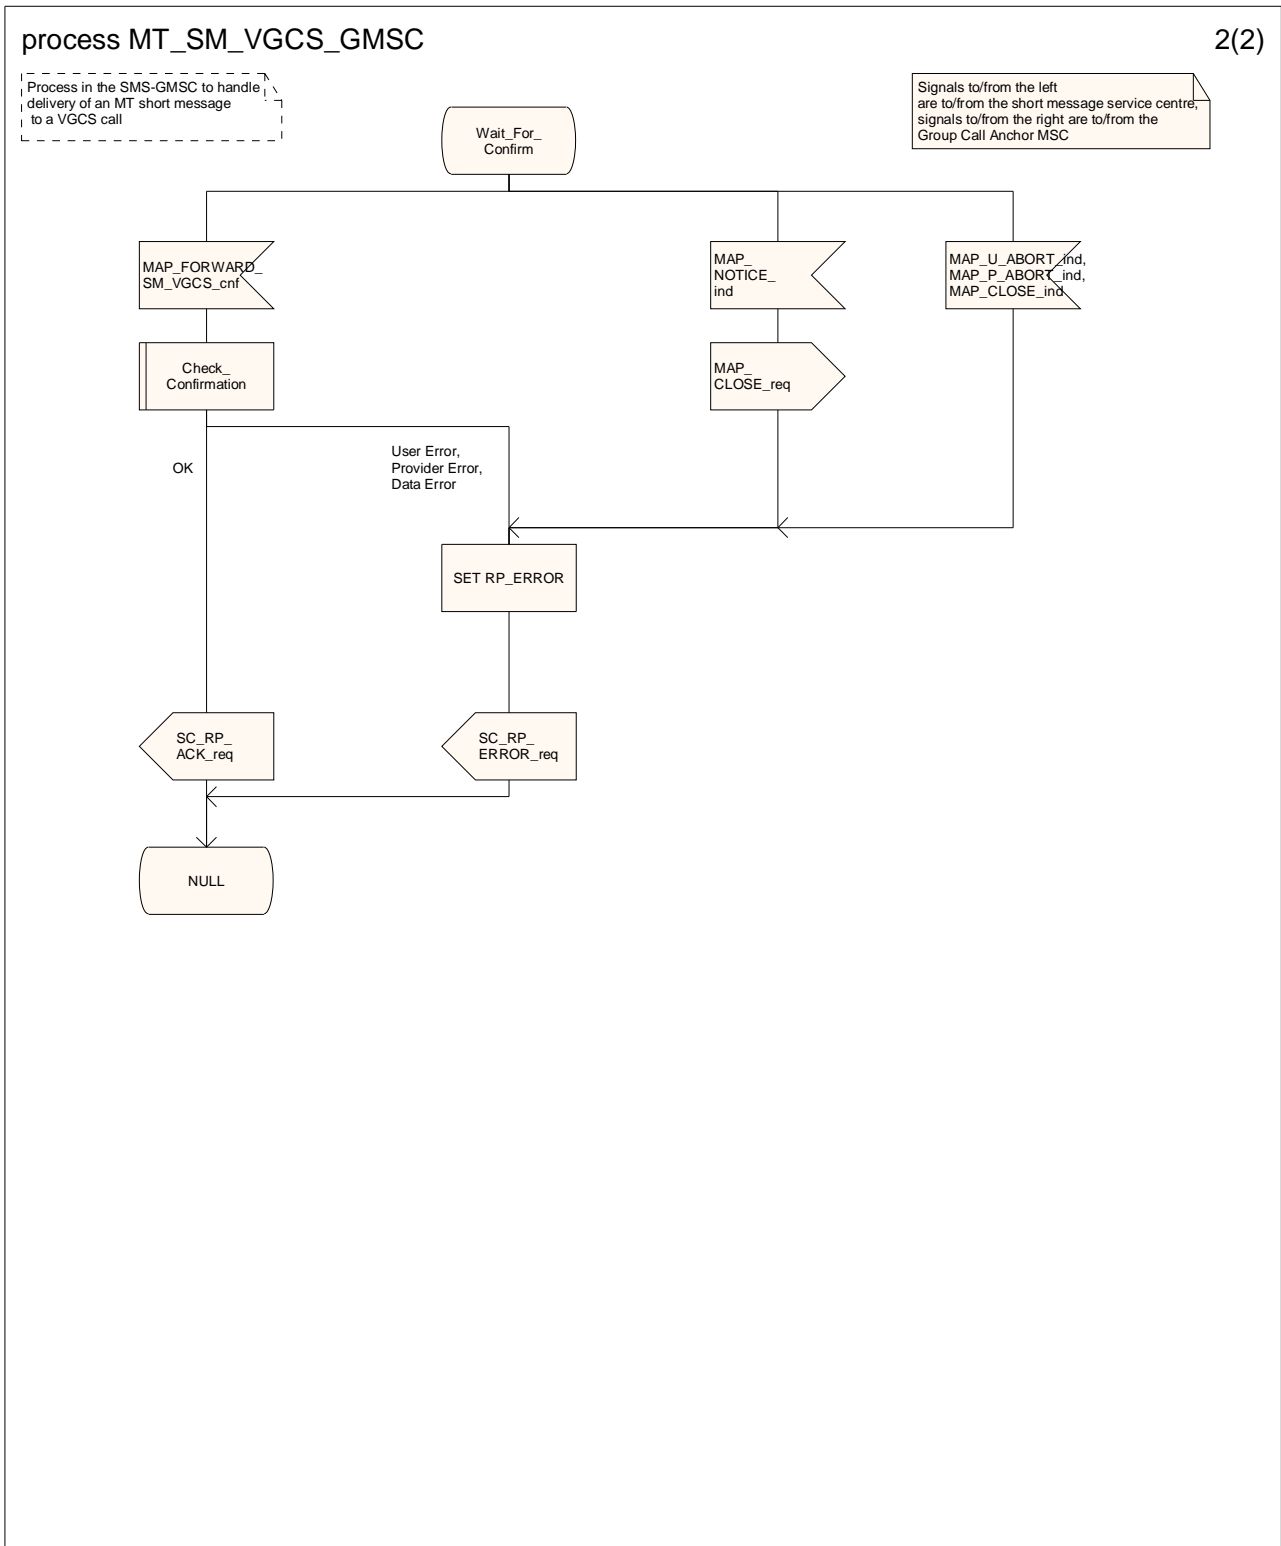 process MT_SM_VGCS_GMSC
2(2)
Process in the SMS-GMSC to handle
delivery of an MT short message
to a VGCS call
Signals to/from the left
are to/from the short message service centre,
signals to/from the right are to/from the
Group Call Anchor MSC
Wait_For_
Confirm
MAP_FORWARD_
SM_VGCS_cnf
MAP_
NOTICE_
ind
MAP_U_ABORT_ind,
MAP_P_ABORT_ind,
MAP_CLOSE_ind
Check_
Confirmation
MAP_
CLOSE_req
OK
User Error,
Provider Error,
Data Error
SET RP_ERROR
SC_RP_
ACK_req
SC_RP_
ERROR_req
NULL